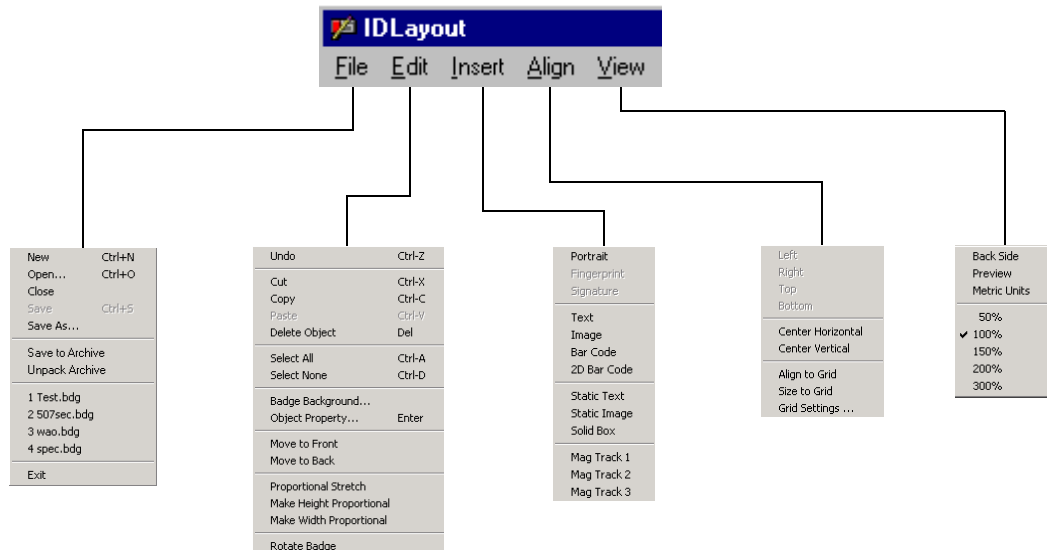 IDLayout
File Edit Insert Align View
New Ctrl+N
Open... Ctrl+O
Close
Save Ctrl+S
Save As...
Save to Archive
Unpack Archive
1 Test.bdg
2 507sec.bdg
3 wao.bdg
4 spec.bdg
Exit
Undo Ctrl-Z
Cut Ctrl-X
Copy Ctrl-C
Paste Ctrl-V
Delete Object Del
Select All Ctrl-A
Select None Ctrl-D
Badge Background...
Object Property... Enter
Move to Front
Move to Back
Proportional Stretch
Make Height Proportional
Make Width Proportional
Rotate Badge
Portrait
Fingerprint
Signature
Text
Image
Bar Code
2D Bar Code
Static Text
Static Image
Solid Box
Mag Track 1
Mag Track 2
Mag Track 3
Left
Right
Top
Bottom
Center Horizontal
Center Vertical
Align to Grid
Size to Grid
Grid Settings ...
Back Side
Preview
Metric Units
50%
✔ 100%
150%
200%
300%